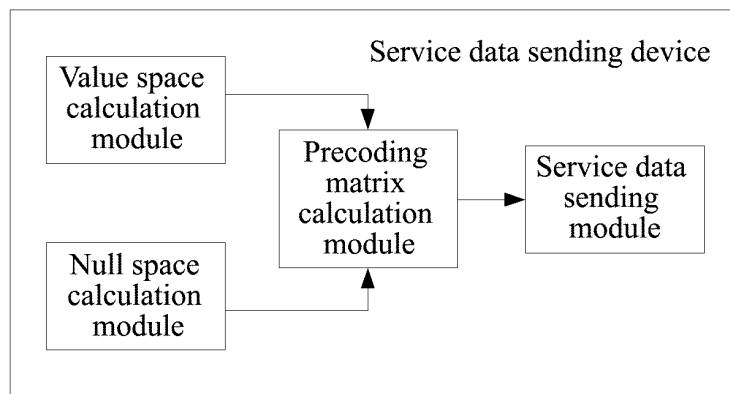 Service data sending device
Value space
calculation
module
Precoding
matrix
calculation
module
Service data
sending
module
Null space
calculation
module